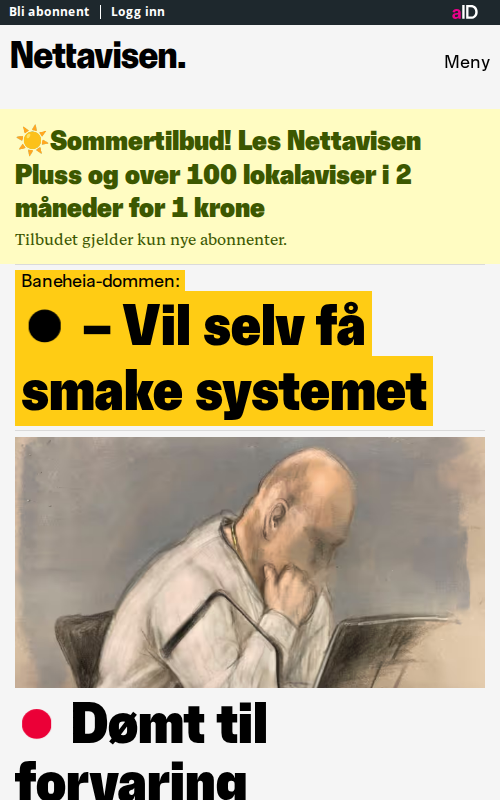 Bli abonnent | Logg inn
aID
Nettavisen.
Meny
☀️Sommertilbud! Les Nettavisen
Pluss og over 100 lokalaviser i 2
måneder for 1 krone
Tilbudet gjelder kun nye abonnenter.
Baneheia-dommen:
● – Vil selv få
smake systemet
● Dømt til
forvaring